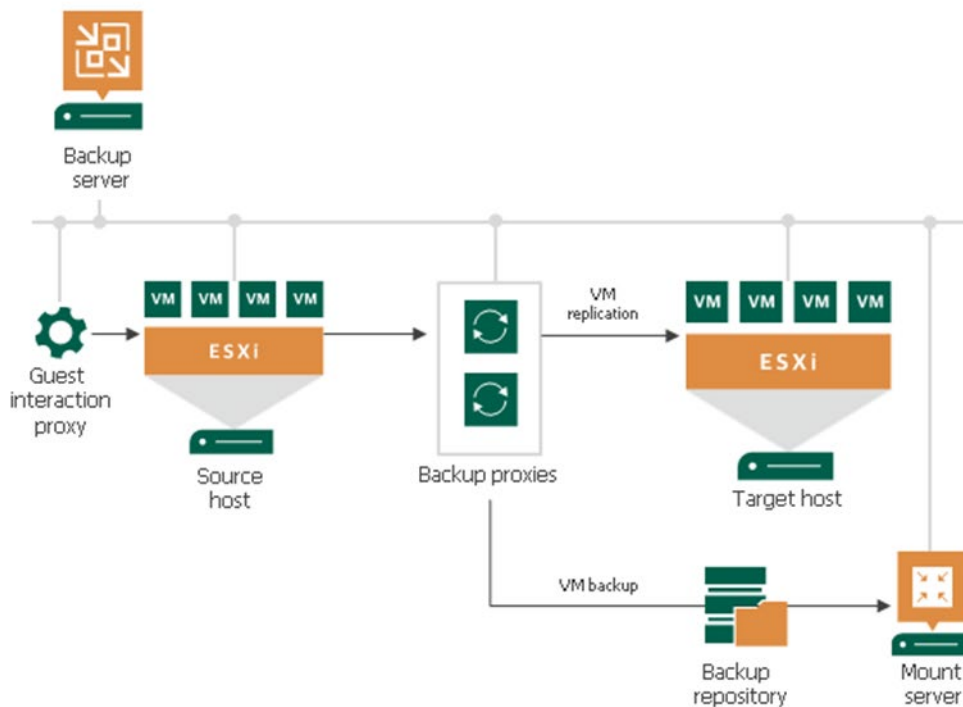 Backup
server
VM VM VM VM
ESXi
Guest
interaction
proxy
Source
host
Backup proxies
VM
replication
VM VM VM VM
ESXi
Target host
VM backup
Backup
repository
Mount
server